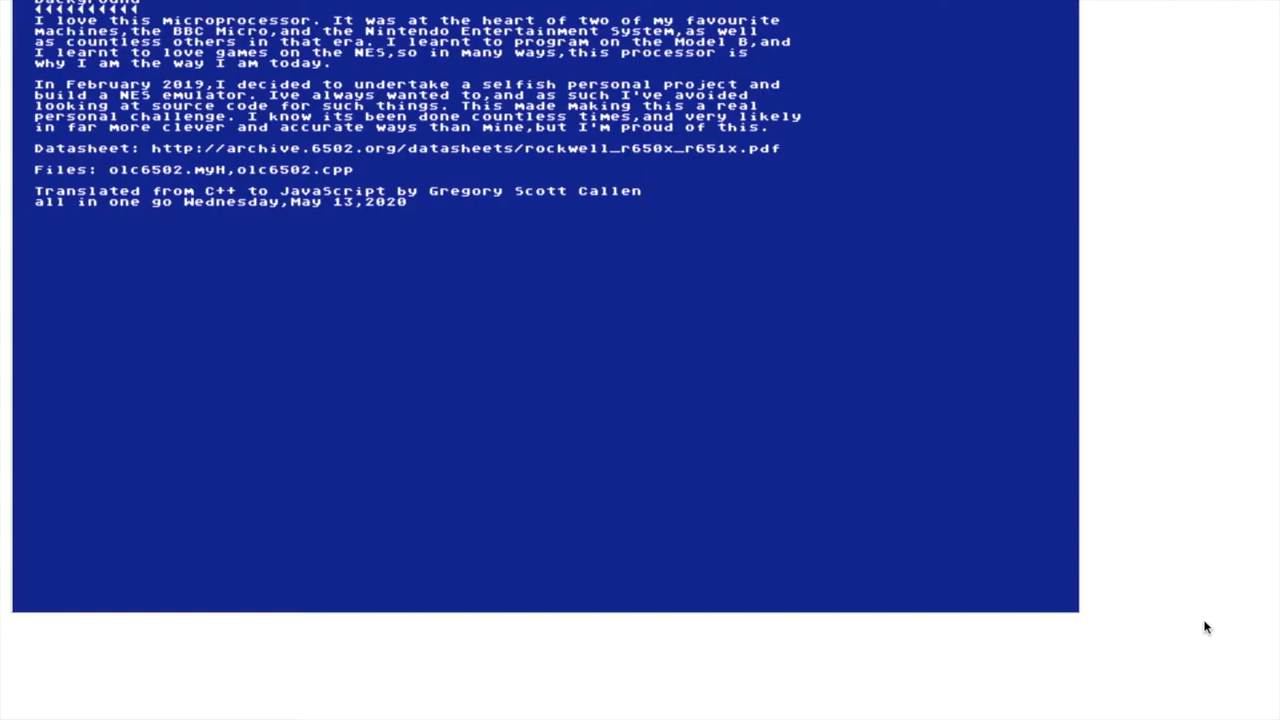 Background
I love this microprocessor. It was at the heart of two of my favourite
machines,the BBC Micro,and the Nintendo Entertainment System,as well
as countless others in that era. I learnt to program on the Model B,and
I learnt to love games on the NES,so in many ways,this processor is
why I am the way I am today.
In February 2019,I decided to undertake a selfish personal project and
build a NES emulator. Ive always wanted to,and as such I've avoided
looking at source code for such things. This made making this a real
personal challenge. I know its been done countless times,and very likely
in far more clever and accurate ways than mine,but I'm proud of this.
Datasheet: http://archive.6502.org/datasheets/rockwell_r650x_r651x.pdf
Files: olc6502.myH,olc6502.cpp
Translated from C++ to JavaScript by Gregory Scott Callen
all in one go Wednesday,May 13,2020